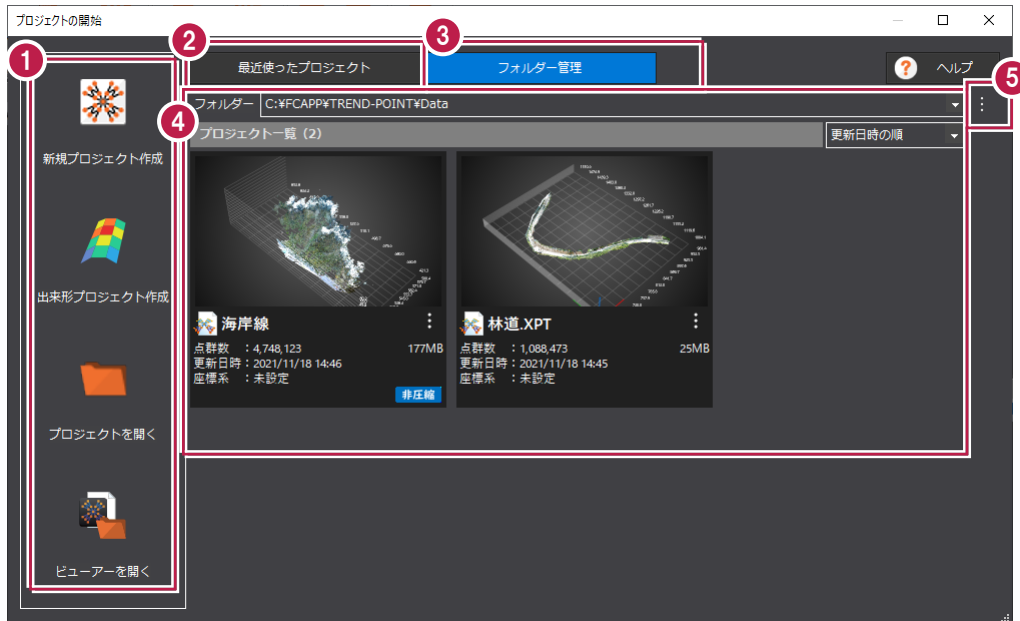 プロジェクトの開始
1
2
3
4
5
最近使ったプロジェクト
フォルダー管理
? ヘルプ
新規プロジェクト作成
出来形プロジェクト作成
プロジェクトを開く
ビューアーを開く
フォルダー C:¥FCAPP¥TREND-POINT¥Data
プロジェクト一覧 (2)
更新日時の順
海岸線
点群数 : 4,748,123 177MB
更新日時 : 2021/11/18 14:46
座標系 : 未設定
非圧縮
林道.XPT
点群数 : 1,088,473 25MB
更新日時 : 2021/11/18 14:45
座標系 : 未設定